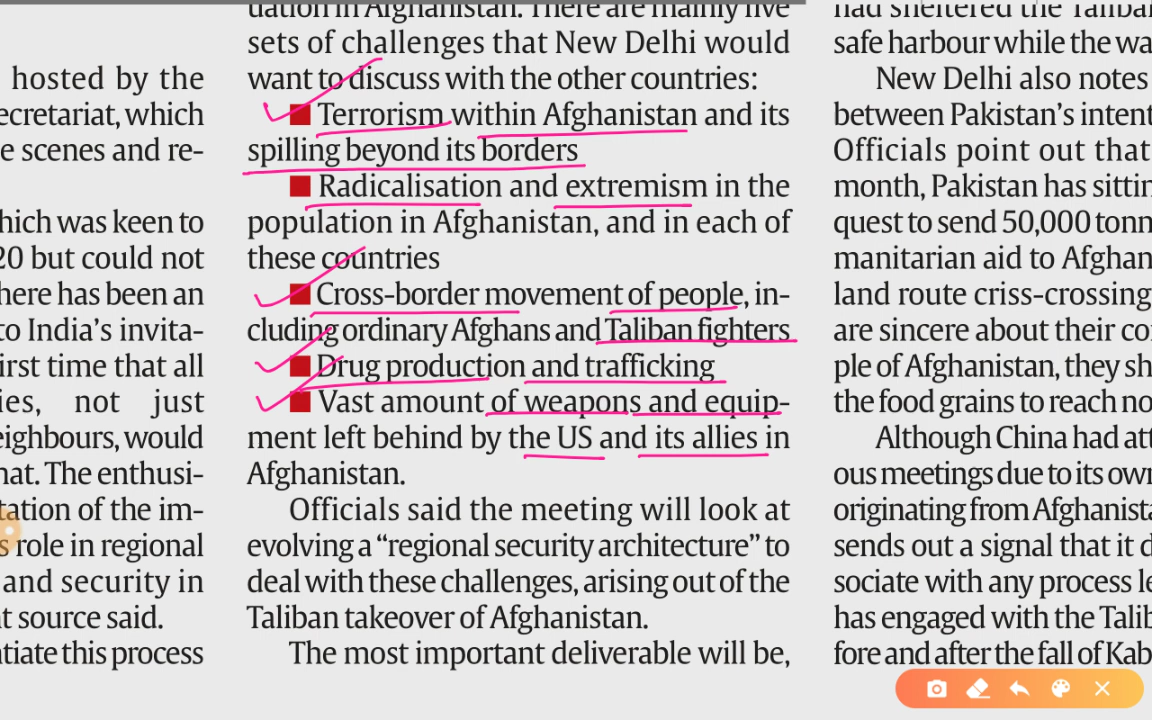 hosted by the
ecretariat, which
e scenes and re-
hich was keen to
20 but could not
here has been an
to India's invita-
irst time that all
ies, not just
eighbours, would
hat. The enthusi-
tation of the im-
s role in regional
and security in
t source said.
tiate this process
uation in Afghanistan. There are mainly five
sets of challenges that New Delhi would
want to discuss with the other countries:
■ Terrorism within Afghanistan and its
spilling beyond its borders
■ Radicalisation and extremism in the
population in Afghanistan, and in each of
these countries
■ Cross-border movement of people, in-
cluding ordinary Afghans and Taliban fighters
■ Drug production and trafficking
■ Vast amount of weapons and equip-
ment left behind by the US and its allies in
Afghanistan.
Officials said the meeting will look at
evolving a “regional security architecture” to
deal with these challenges, arising out of the
Taliban takeover of Afghanistan.
The most important deliverable will be,
had sheltered the Taliba
safe harbour while the wa
New Delhi also notes
between Pakistan's intent
Officials point out that
month, Pakistan has sittin
quest to send 50,000 tonn
manitarian aid to Afghan
land route criss-crossing
are sincere about their co
ple of Afghanistan, they sh
the food grains to reach no
Although China had att
ous meetings due to its own
originating from Afghanista
sends out a signal that it d
sociate with any process le
has engaged with the Talib
fore and after the fall of Kab